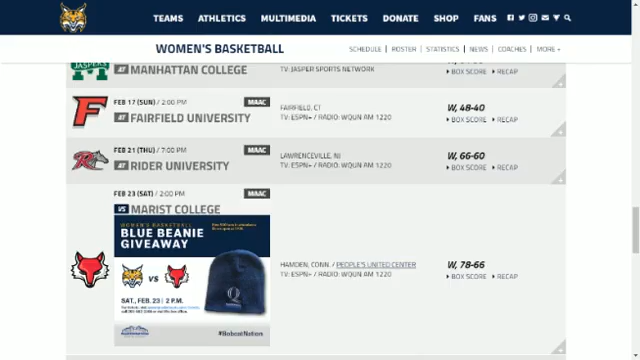 TEAMS ATHLETICS MULTIMEDIA TICKETS DONATE SHOP FANS
WOMEN'S BASKETBALL
SCHEDULE ROSTER STATISTICS NEWS COACHES MORE
AT MANHATTAN COLLEGE
TV: JASPER SPORTS NETWORK
BOX SCORE RECAP
FEB 17 (SUN) / 2:00 PM MAAC
AT FAIRFIELD UNIVERSITY
FAIRFIELD, CT
TV: ESPN+ / RADIO: WQUN AM 1220
W, 48-40
BOX SCORE RECAP
FEB 21 (THU) / 7:00 PM MAAC
AT RIDER UNIVERSITY
LAWRENCEVILLE, NJ
TV: ESPN+ / RADIO: WQUN AM 1220
W, 66-60
BOX SCORE RECAP
FEB 23 (SAT) / 2:00 PM MAAC
VS MARIST COLLEGE
WOMEN'S BASKETBALL
BLUE BEANIE
GIVEAWAY
VS
SAT, FEB. 23 | 2 P.M.
#BobcatNation
HAMDEN, CONN. / PEOPLE'S UNITED CENTER
TV: ESPN+ / RADIO: WQUN AM 1220
W, 78-66
BOX SCORE RECAP